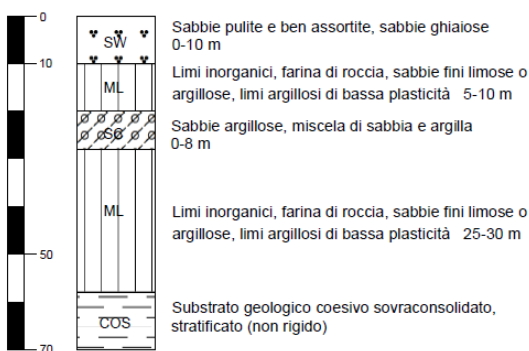 0
SW
Sabbie pulite e ben assortite, sabbie ghiaiose
0-10 m
10
ML
Limi inorganici, farina di roccia, sabbie fini limose o
argillose, limi argillosi di bassa plasticità 5-10 m
SC
Sabbie argillose, miscela di sabbia e argilla
0-8 m
ML
Limi inorganici, farina di roccia, sabbie fini limose o
argillose, limi argillosi di bassa plasticità 25-30 m
50
COS
Substrato geologico coesivo sovraconsolidato,
stratificato (non rigido)
70